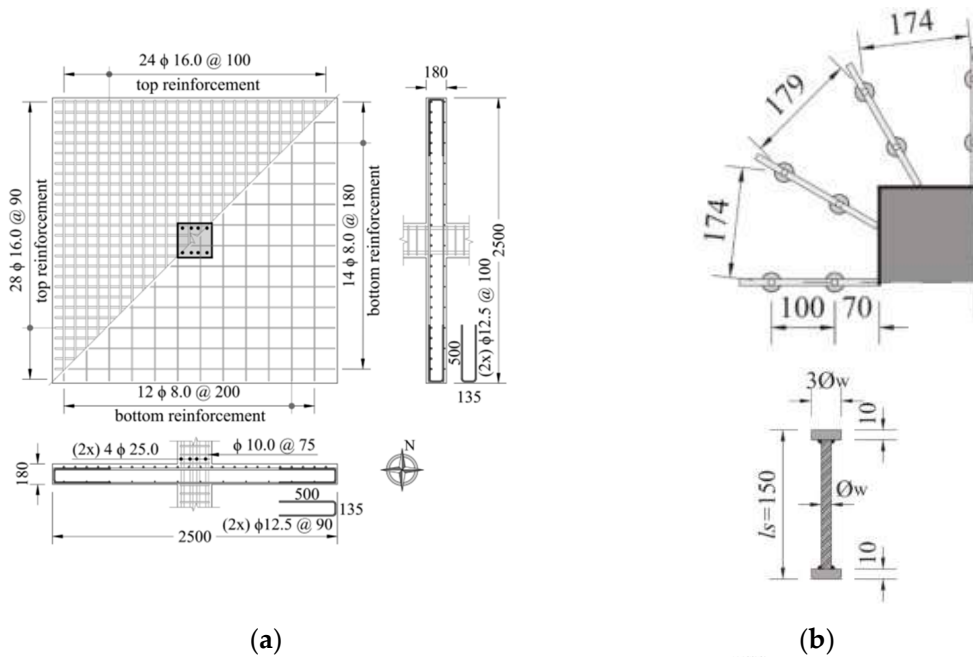 24 ϕ 16.0 @ 100
top reinforcement
28 ϕ 16.0 @ 90
top reinforcement
14 ϕ 8.0 @ 180
bottom reinforcement
12 ϕ 8.0 @ 200
bottom reinforcement
180
2500
500
(2x) ϕ12.5 @ 100
135
(2x) 4 ϕ 25.0
ϕ 10.0 @ 75
N
180
500
135
(2x) ϕ12.5 @ 90
2500
(a)
174
179
174
100
70
3Øw
10
ls=150
Øw
10
(b)